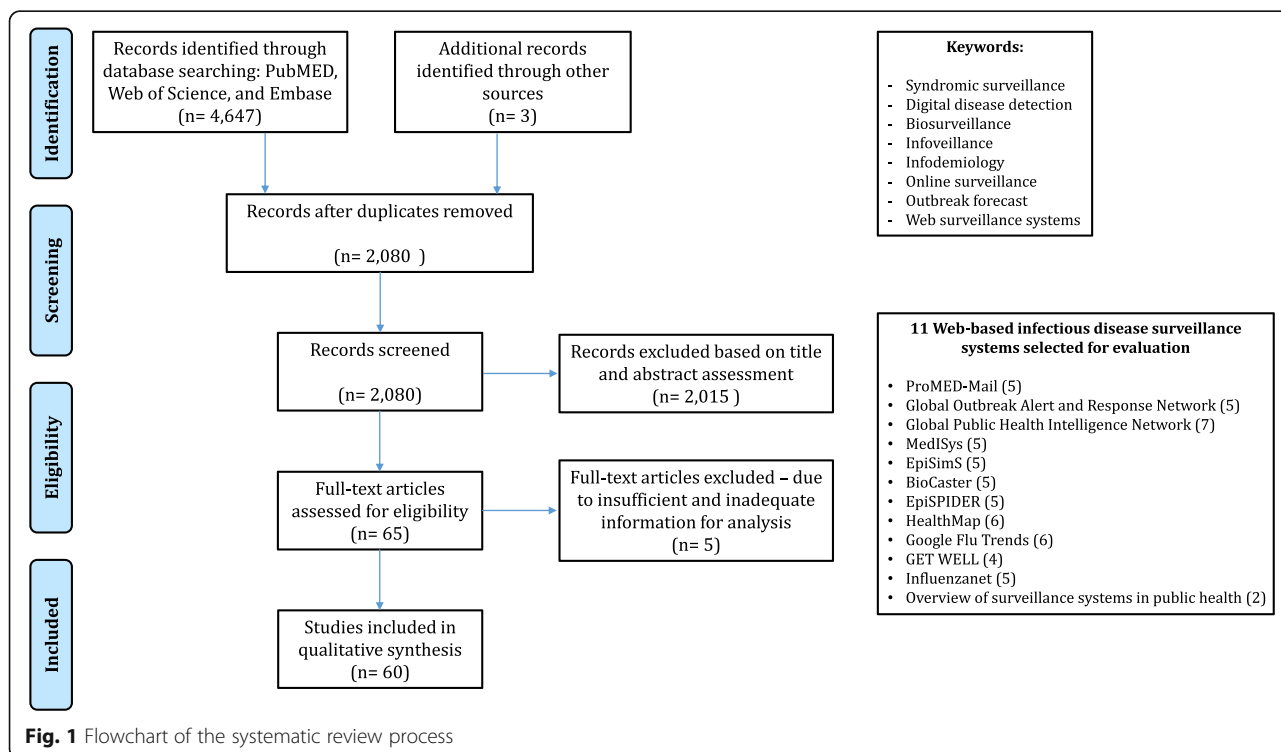 Identification
Records identified through
database searching: PubMED,
Web of Science, and Embase
(n= 4,647)
Additional records
identified through other
sources
(n= 3)
Keywords:
- Syndromic surveillance
- Digital disease detection
- Biosurveillance
- Infoveillance
- Infodemiology
- Online surveillance
- Outbreak forecast
- Web surveillance systems
Screening
Records after duplicates removed
(n= 2,080 )
Records screened
(n= 2,080)
Records excluded based on title
and abstract assessment
(n= 2,015 )
Eligibility
Full-text articles
assessed for eligibility
(n= 65)
Full-text articles excluded – due
to insufficient and inadequate
information for analysis
(n= 5)
11 Web-based infectious disease surveillance
systems selected for evaluation
• ProMED-Mail (5)
• Global Outbreak Alert and Response Network (5)
• Global Public Health Intelligence Network (7)
• MedISys (5)
• EpiSimS (5)
• BioCaster (5)
• EpiSPIDER (5)
• HealthMap (6)
• Google Flu Trends (6)
• GET WELL (4)
• Influenzanet (5)
• Overview of surveillance systems in public health (2)
Included
Studies included in
qualitative synthesis
(n= 60)
Fig. 1 Flowchart of the systematic review process